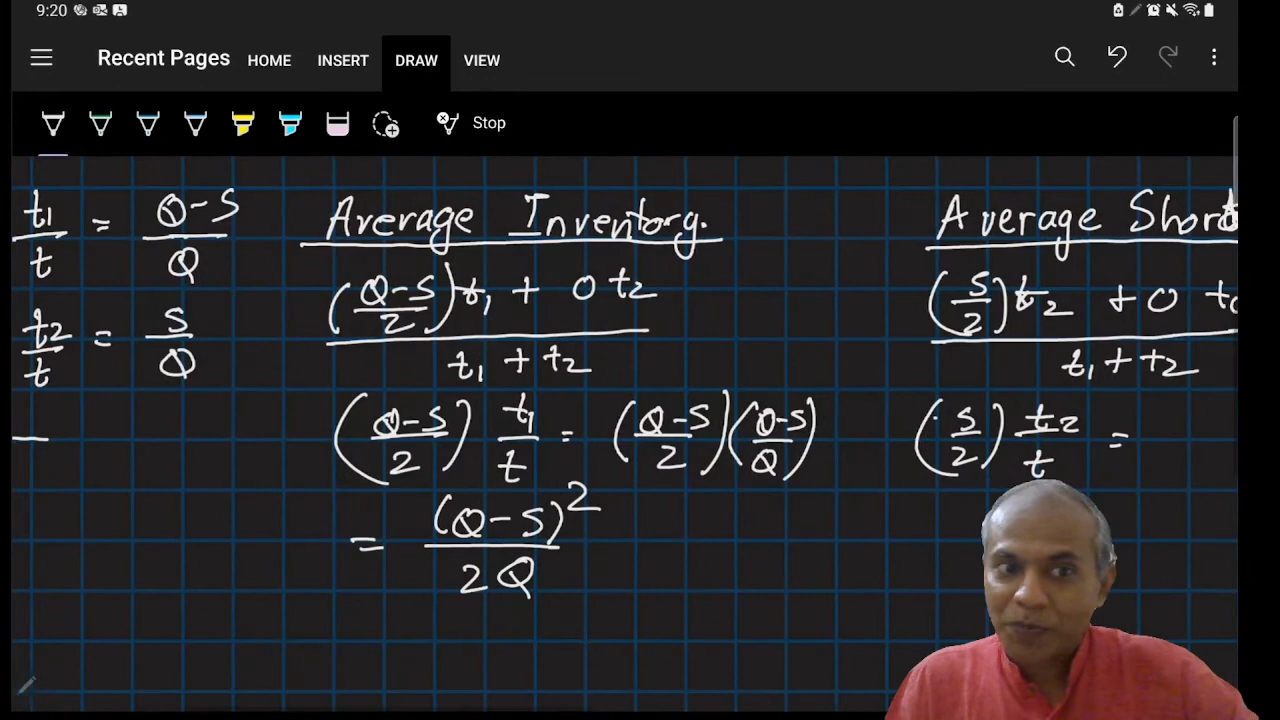 9:20
Recent Pages HOME INSERT DRAW VIEW
Stop
t1/t = Q-S/Q
t2/t = S/Q
Average Inventory.
(Q-S/2)t1 + 0 t2
t1 + t2
(Q-S/2) t1/t = (Q-S/2)(Q-S/Q)
= (Q-S)²/2Q
Average
(S/2)t2 + 0
t1 + t2
(S/2) t2/t =